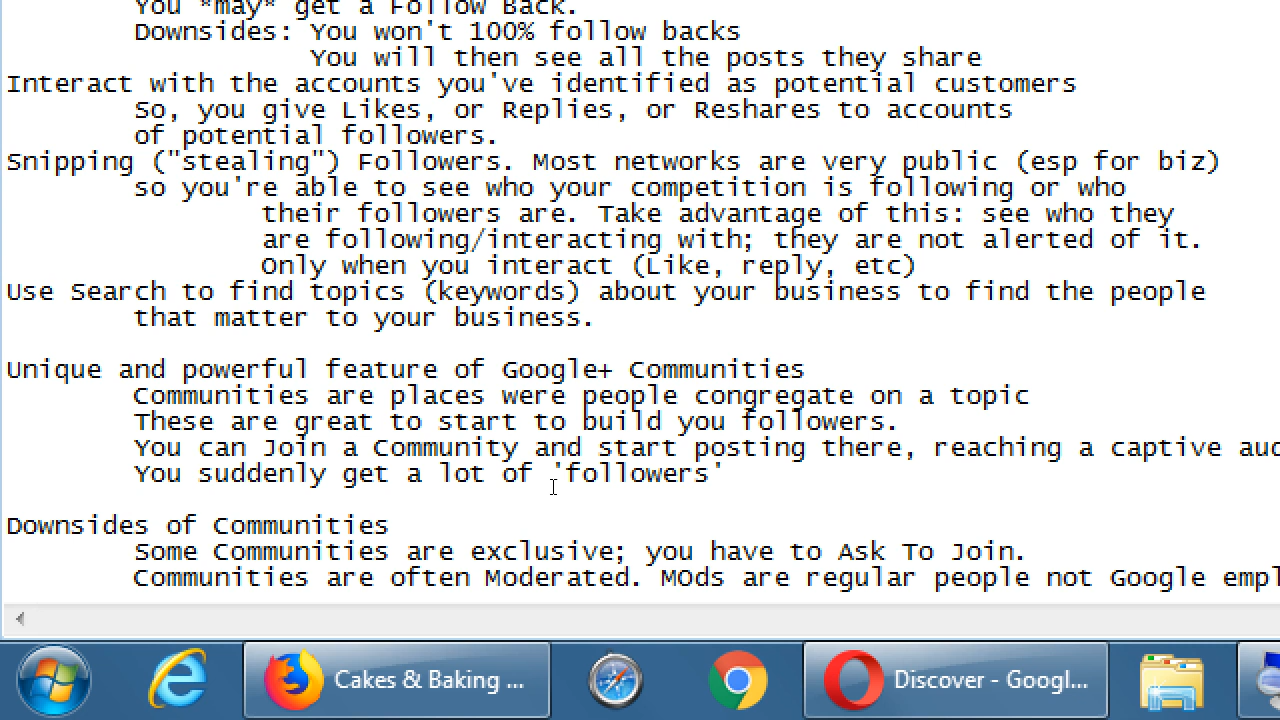 You *may* get a Follow Back.
Downsides: You won't 100% follow backs
You will then see all the posts they share
Interact with the accounts you've identified as potential customers
So, you give Likes, or Replies, or Reshares to accounts
of potential followers.
Snipping ("stealing") Followers. Most networks are very public (esp for biz)
so you're able to see who your competition is following or who
their followers are. Take advantage of this: see who they
are following/interacting with; they are not alerted of it.
Only when you interact (Like, reply, etc)
Use Search to find topics (keywords) about your business to find the people
that matter to your business.
Unique and powerful feature of Google+ Communities
Communities are places were people congregate on a topic
These are great to start to build you followers.
You can Join a Community and start posting there, reaching a captive aud
You suddenly get a lot of 'followers'
Downsides of Communities
Some Communities are exclusive; you have to Ask To Join.
Communities are often Moderated. MOds are regular people not Google empl
Cakes & Baking ...
Discover - Googl...